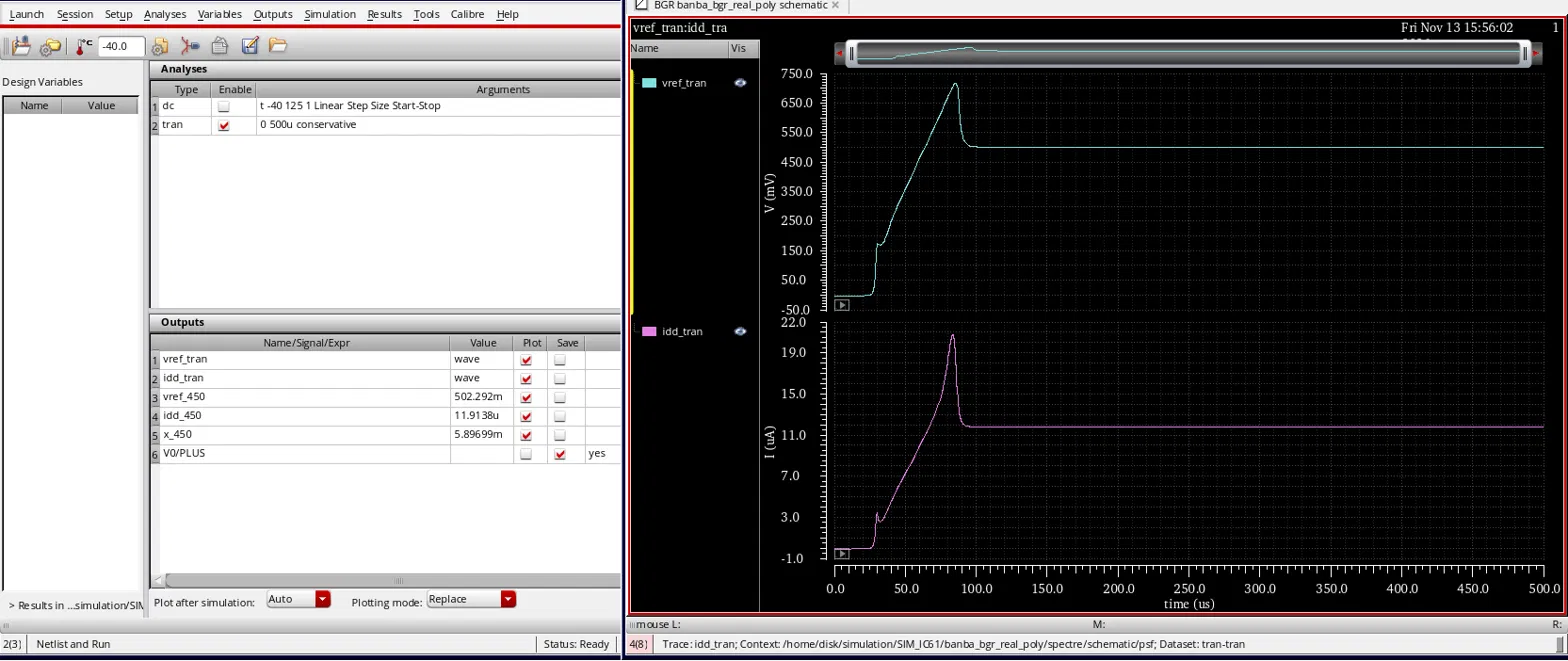 Launch Session Setup Analyses Variables Outputs Simulation Results Tools Calibre Help
°C -40.0
Design Variables
Name Value
> Results in ...simulation/SIM
Analyses
Type Enable Arguments
1 dc t -40 125 1 Linear Step Size Start-Stop
2 tran 0 500u conservative
Outputs
Name/Signal/Expr Value Plot Save
1 vref_tran wave
2 idd_tran wave
3 vref_450 502.292m
4 idd_450 11.9138u
5 x_450 5.89699m
6 V0/PLUS yes
Plot after simulation: Auto Plotting mode: Replace
2(3) Netlist and Run Status: Ready
BGR banba_bgr_real_poly schematic
vref_tran:idd_tra Fri Nov 13 15:56:02 1
Name Vis
vref_tran
idd_tran
750.0
650.0
550.0
450.0
350.0
250.0
150.0
50.0
-50.0
V (mV)
22.0
19.0
15.0
11.0
7.0
3.0
-1.0
I (uA)
0.0 50.0 100.0 150.0 200.0 250.0 300.0 350.0 400.0 450.0 500.0
time (us)
mouse L: M: R:
4(8) Trace: idd_tran; Context: /home/disk/simulation/SIM_IC61/banba_bgr_real_poly/spectre/schematic/psf; Dataset: tran-tran